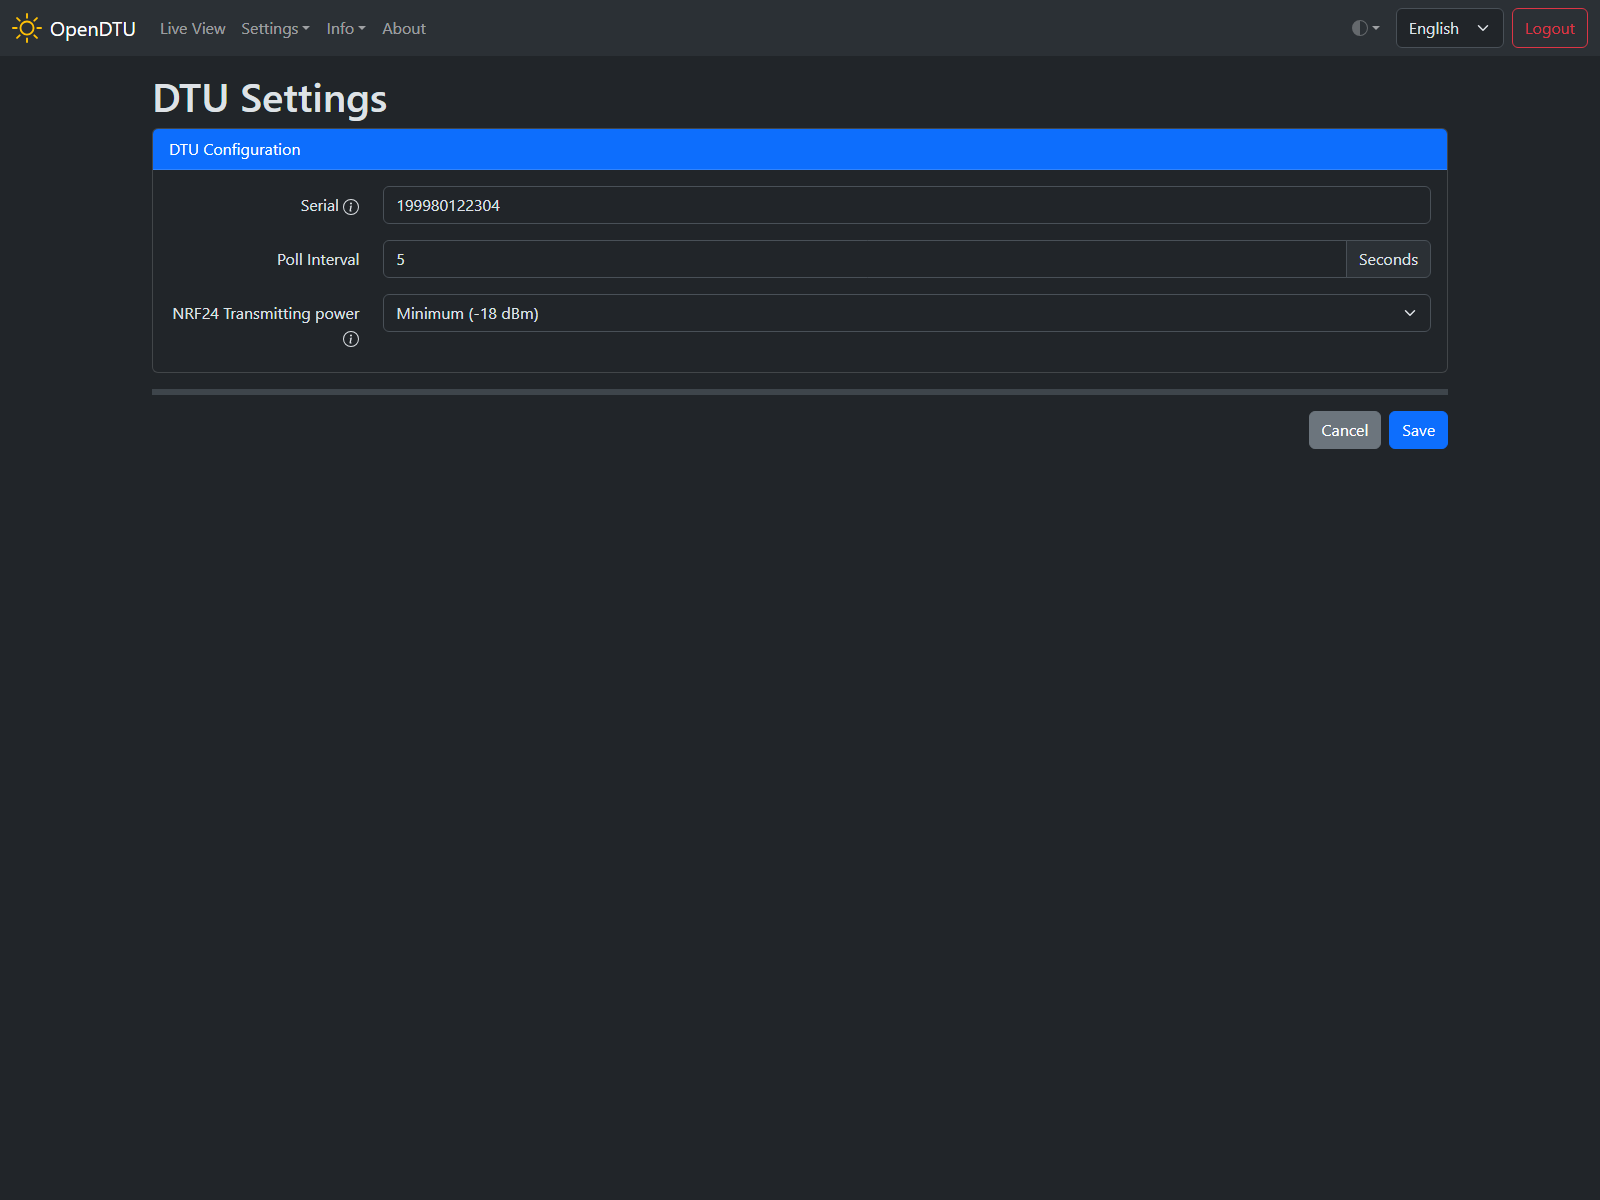 OpenDTU Live View Settings Info About English Logout
DTU Settings
DTU Configuration
Serial 199980122304
Poll Interval 5 Seconds
NRF24 Transmitting power Minimum (-18 dBm)
Cancel Save